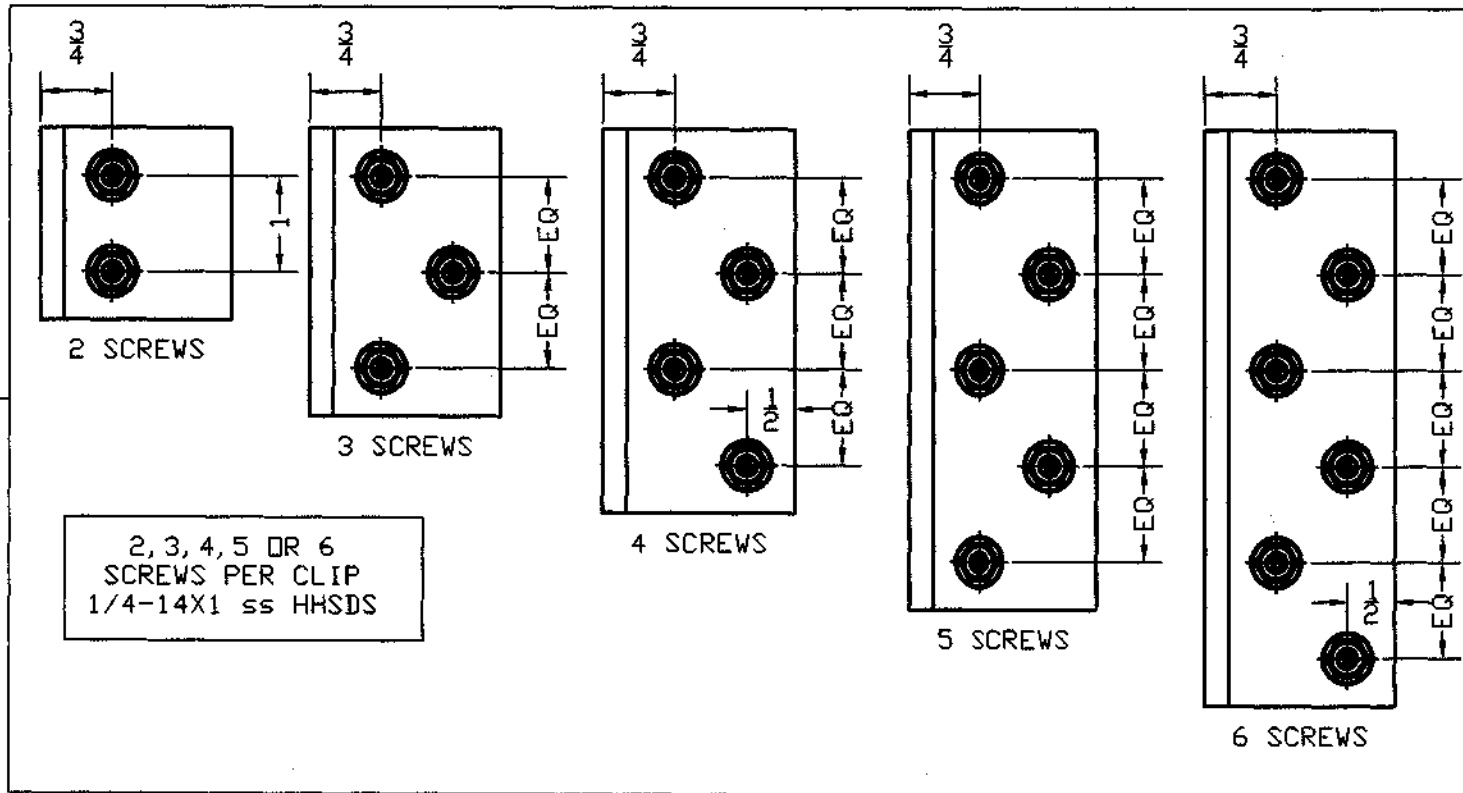 3/4
3/4
3/4
3/4
3/4
1
EQ
EQ
EQ
EQ
EQ
EQ
EQ
EQ
EQ
EQ
EQ
EQ
EQ
EQ
1/2
1/2
2 SCREWS
3 SCREWS
4 SCREWS
5 SCREWS
6 SCREWS
2,3,4,5 OR 6
SCREWS PER CLIP
1/4-14X1 ss HHSDS